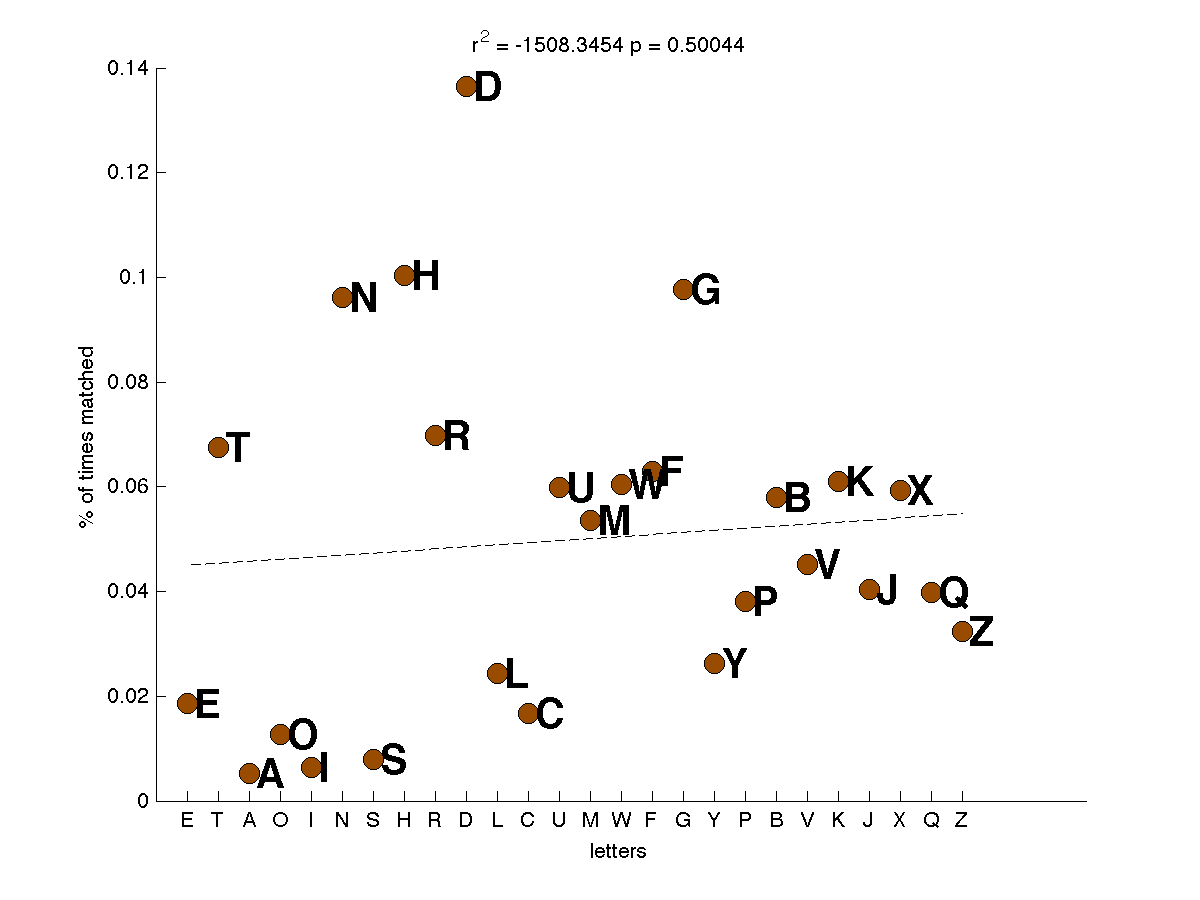 r² = -1508.3454 p = 0.50044
0.14
0.12
0.1
0.08
0.06
0.04
0.02
0
% of times matched
D
H
N
G
R
T
F
K
W
U
X
B
M
V
J
Q
P
Z
Y
L
E
C
O
S
I
A
E T A O I N S H R D L C U M W F G Y P B V K J X Q Z
letters